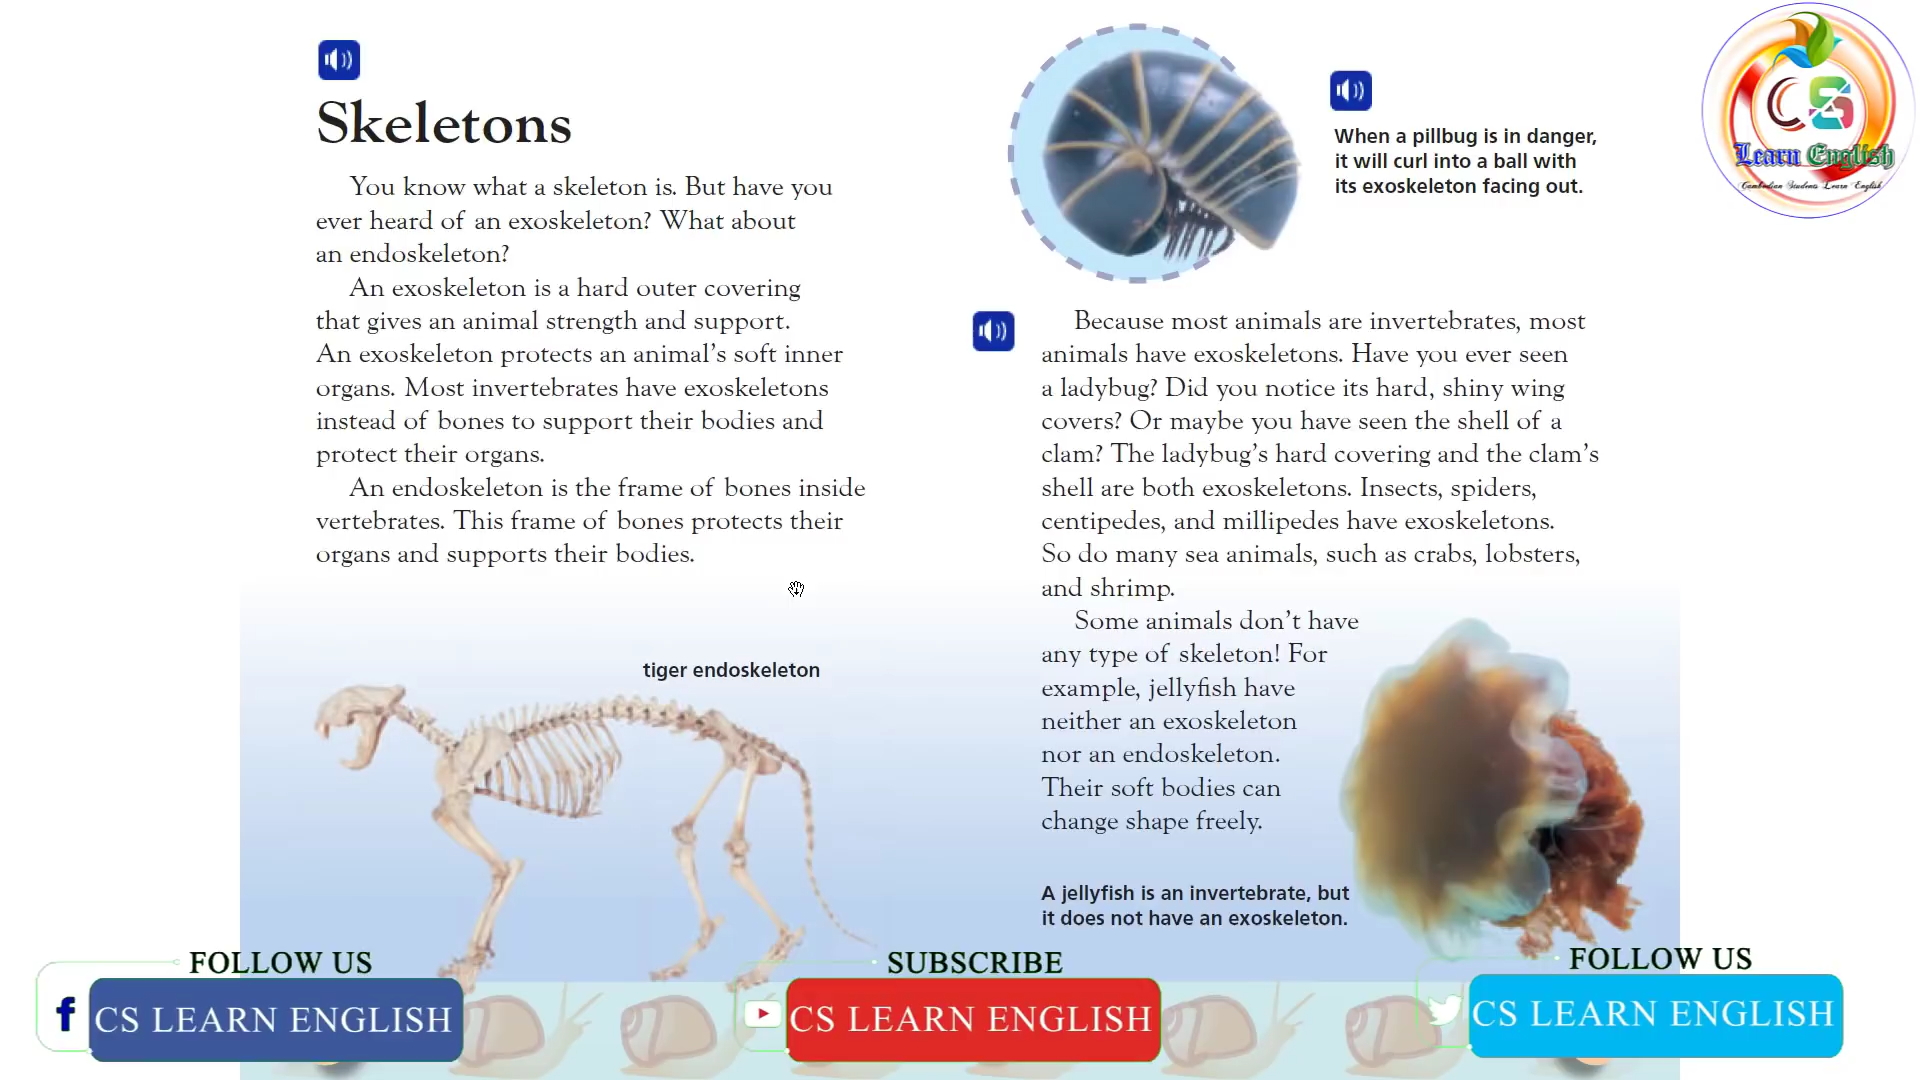 Skeletons
You know what a skeleton is. But have you
ever heard of an exoskeleton? What about
an endoskeleton?
An exoskeleton is a hard outer covering
that gives an animal strength and support.
An exoskeleton protects an animal's soft inner
organs. Most invertebrates have exoskeletons
instead of bones to support their bodies and
protect their organs.
An endoskeleton is the frame of bones inside
vertebrates. This frame of bones protects their
organs and supports their bodies.
tiger endoskeleton
When a pillbug is in danger,
it will curl into a ball with
its exoskeleton facing out.
Because most animals are invertebrates, most
animals have exoskeletons. Have you ever seen
a ladybug? Did you notice its hard, shiny wing
covers? Or maybe you have seen the shell of a
clam? The ladybug's hard covering and the clam's
shell are both exoskeletons. Insects, spiders,
centipedes, and millipedes have exoskeletons.
So do many sea animals, such as crabs, lobsters,
and shrimp.
Some animals don't have
any type of skeleton! For
example, jellyfish have
neither an exoskeleton
nor an endoskeleton.
Their soft bodies can
change shape freely.
A jellyfish is an invertebrate, but
it does not have an exoskeleton.
CS
Learn English
Cambodian Students Learn English
FOLLOW US
f CS LEARN ENGLISH
SUBSCRIBE
CS LEARN ENGLISH
FOLLOW US
CS LEARN ENGLISH